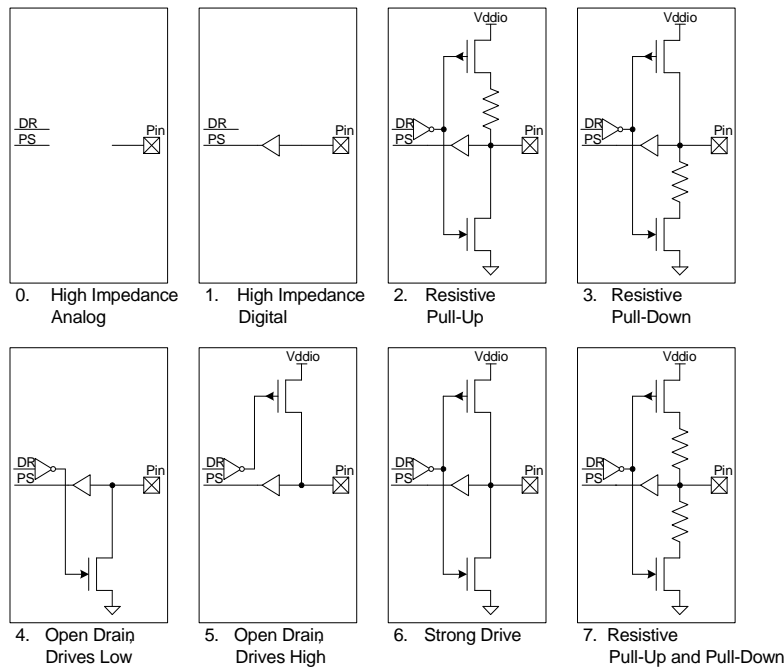 Vddio
Vddio
DR
PS
Pin
DR
PS
Pin
DR
PS
Pin
DR
PS
Pin
0. High Impedance
Analog
1. High Impedance
Digital
2. Resistive
Pull-Up
3. Resistive
Pull-Down
Vddio
Vddio
Vddio
DR
PS
Pin
DR
PS
Pin
DR
PS
Pin
DR
PS
Pin
4. Open Drain,
Drives Low
5. Open Drain,
Drives High
6. Strong Drive
7. Resistive
Pull-Up and Pull-Down